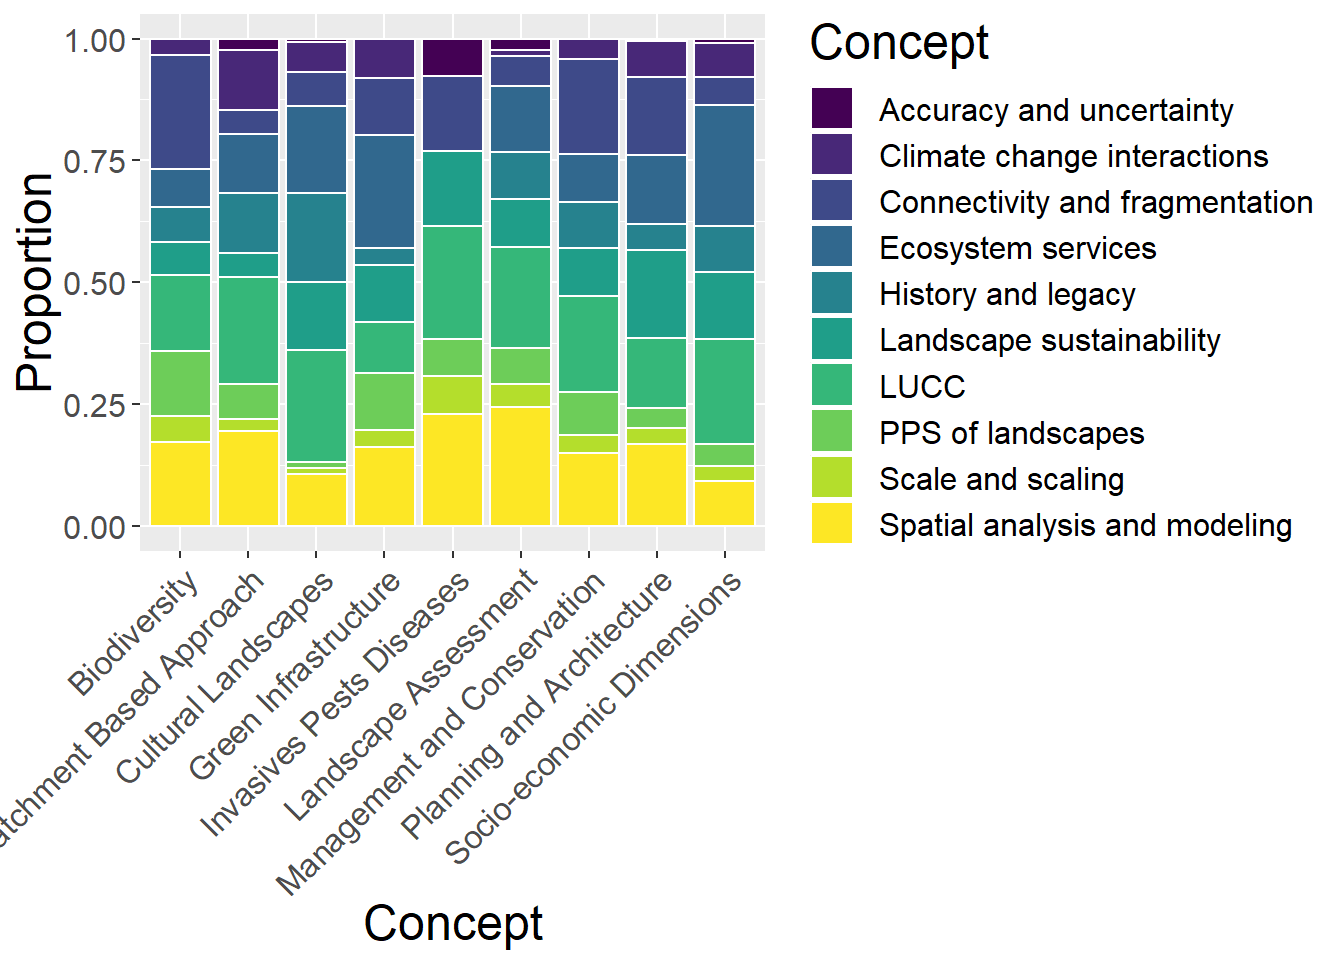 Concept
Accuracy and uncertainty
Climate change interactions
Connectivity and fragmentation
Ecosystem services
History and legacy
Landscape sustainability
LUCC
PPS of landscapes
Scale and scaling
Spatial analysis and modeling
Proportion
1.00
0.75
0.50
0.25
0.00
Biodiversity
atchment Based Approach
Cultural Landscapes
Green Infrastructure
Invasives Pests Diseases
Landscape Assessment
Management and Conservation
Planning and Architecture
Socio-economic Dimensions
Concept